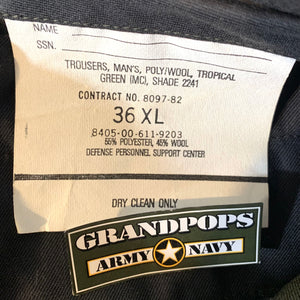 NAME
SSN.
TROUSERS, MAN'S, POLY/WOOL, TROPICAL
GREEN (MC), SHADE 2241
CONTRACT NO. 8097-82
36 XL
8405-00-611-9203
55% POLYESTER, 45% WOOL
DEFENSE PERSONNEL SUPPORT CENTER
DRY CLEAN ONLY
GRANDPOPS
ARMY NAVY